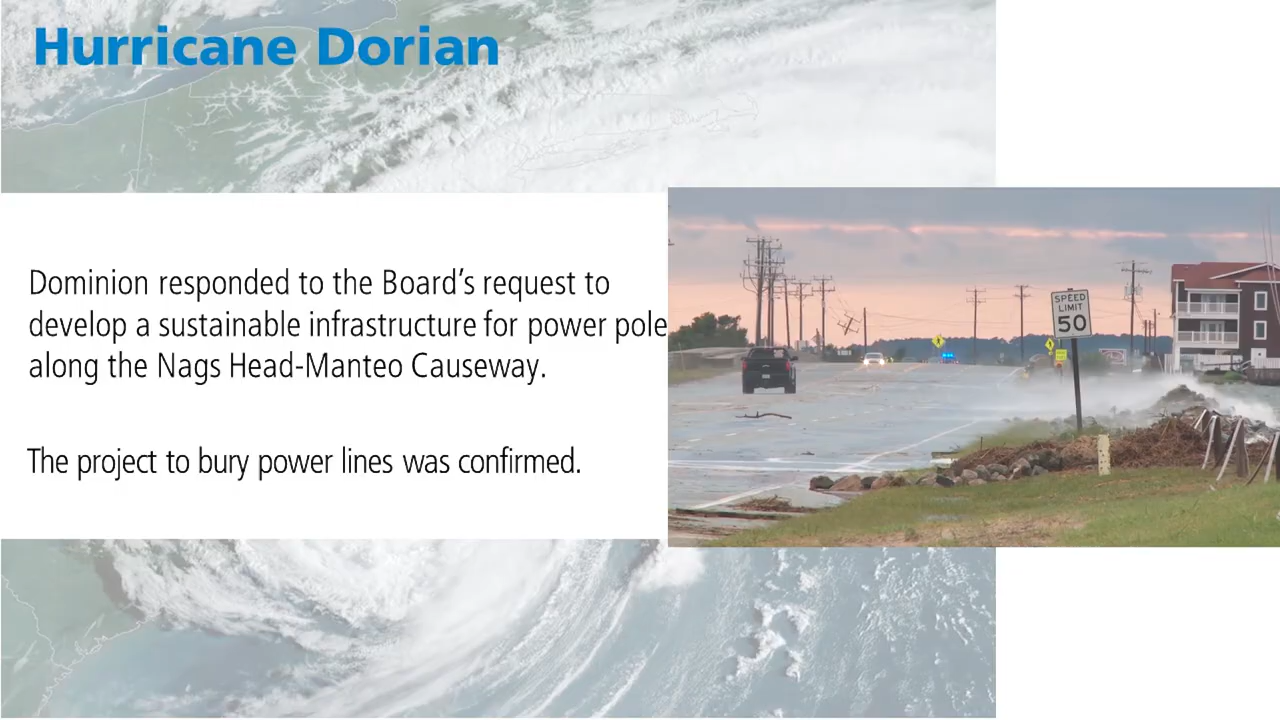 Hurricane Dorian
Dominion responded to the Board's request to
develop a sustainable infrastructure for power pole
along the Nags Head-Manteo Causeway.
The project to bury power lines was confirmed.
SPEED
LIMIT
50